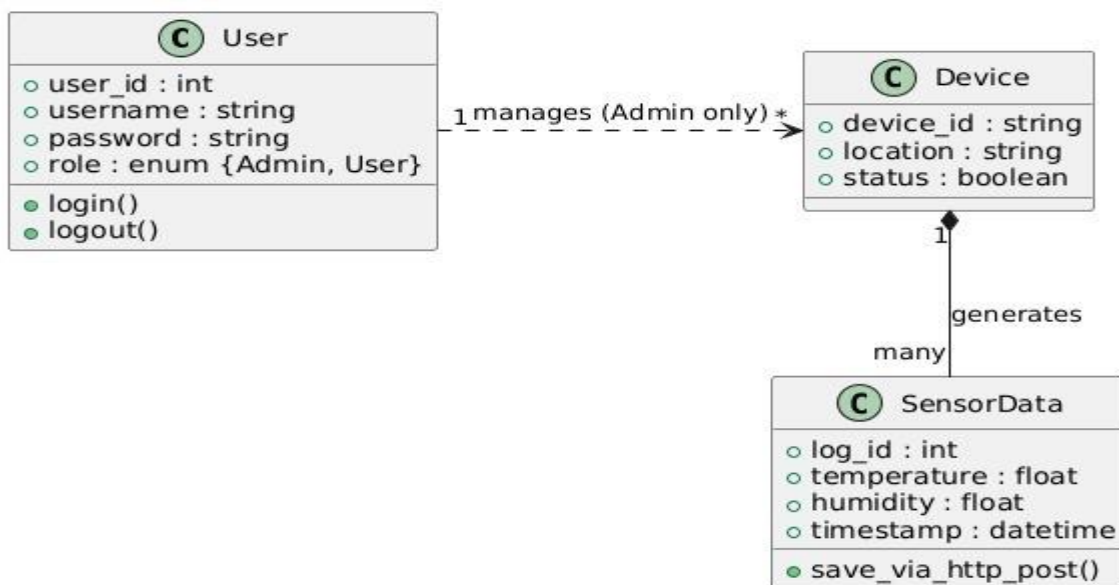 C User
user_id : int
username : string
password : string
role : enum {Admin, User}
login()
logout()
1 manages (Admin only) *
C Device
device_id : string
location : string
status : boolean
1
generates
many
C SensorData
log_id : int
temperature : float
humidity : float
timestamp : datetime
save_via_http_post()